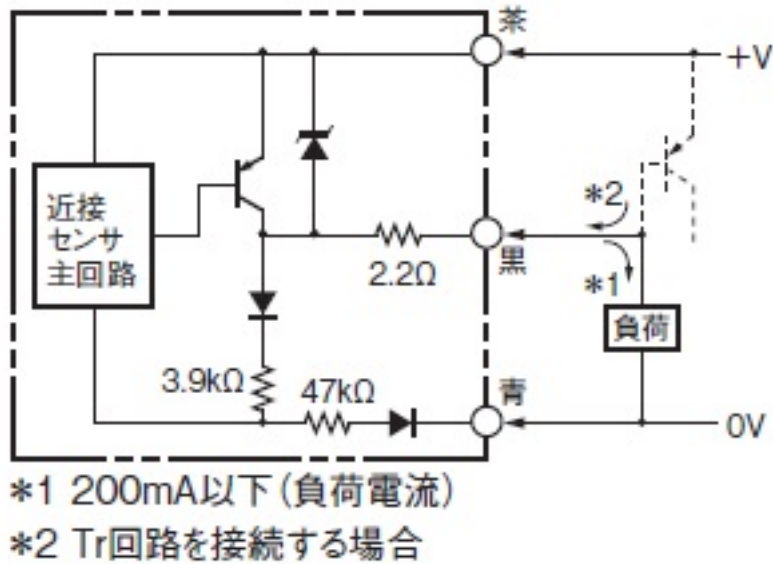 茶
+V
近接
センサ
主回路
*2
2.2Ω
黒
*1
負荷
3.9kΩ
47kΩ
青
0V
*1 200mA以下(負荷電流)
*2 Tr回路を接続する場合